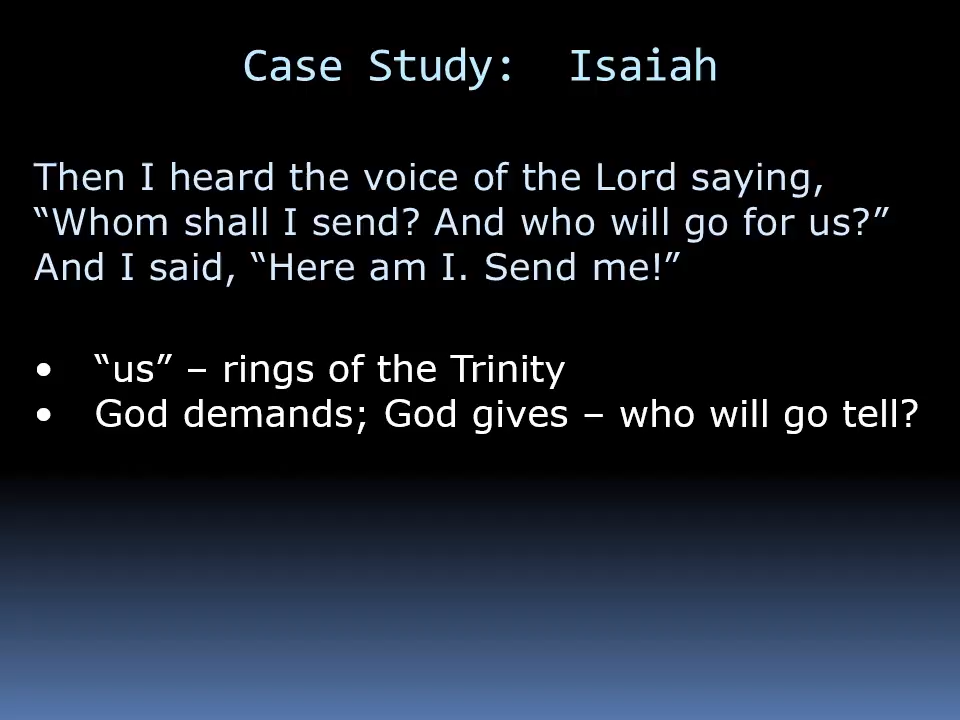 Case Study:  Isaiah
Then I heard the voice of the Lord saying,
“Whom shall I send? And who will go for us?”
And I said, “Here am I. Send me!”
• “us” – rings of the Trinity
• God demands; God gives – who will go tell?